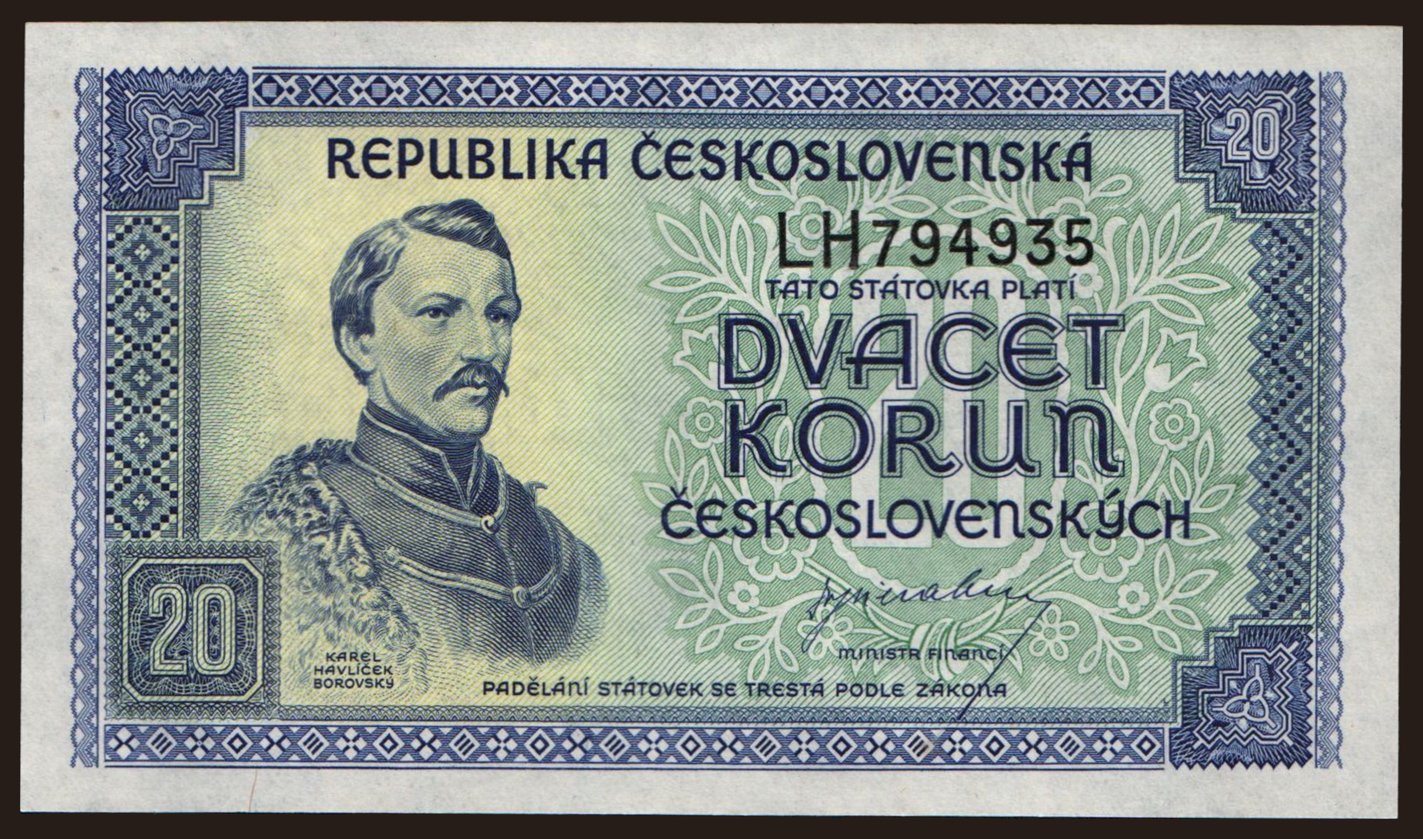 20
REPUBLIKA ČESKOSLOVENSKÁ
LH794935
TATO STÁTOVKA PLATÍ
DVACET
KORUN
20
ČESKOSLOVENSKÝCH
20
MINISTR FINANCÍ
KAREL
HAVLÍČEK
BOROVSKÝ
PADĚLÁNÍ STÁTOVEK SE TRESTÁ PODLE ZÁKONA